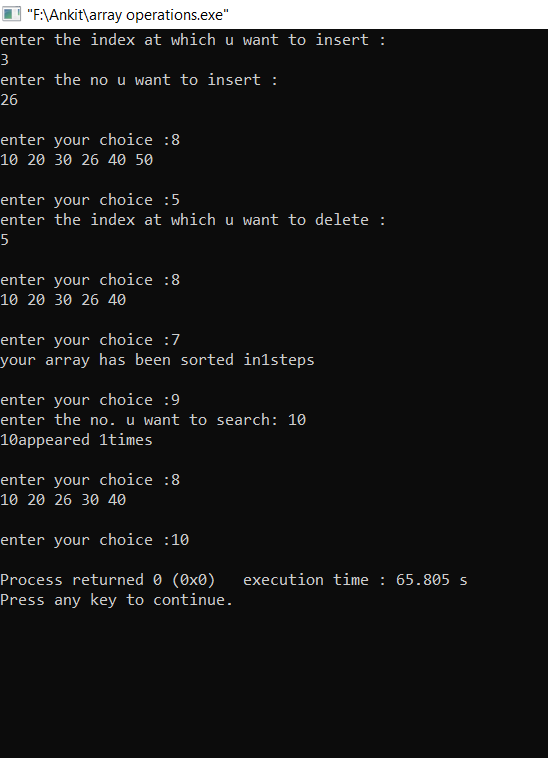 "F:\Ankit\array operations.exe"
enter the index at which u want to insert :
3
enter the no u want to insert :
26
enter your choice :8
10 20 30 26 40 50
enter your choice :5
enter the index at which u want to delete :
5
enter your choice :8
10 20 30 26 40
enter your choice :7
your array has been sorted in1steps
enter your choice :9
enter the no. u want to search: 10
10appeared 1times
enter your choice :8
10 20 26 30 40
enter your choice :10
Process returned 0 (0x0)   execution time : 65.805 s
Press any key to continue.